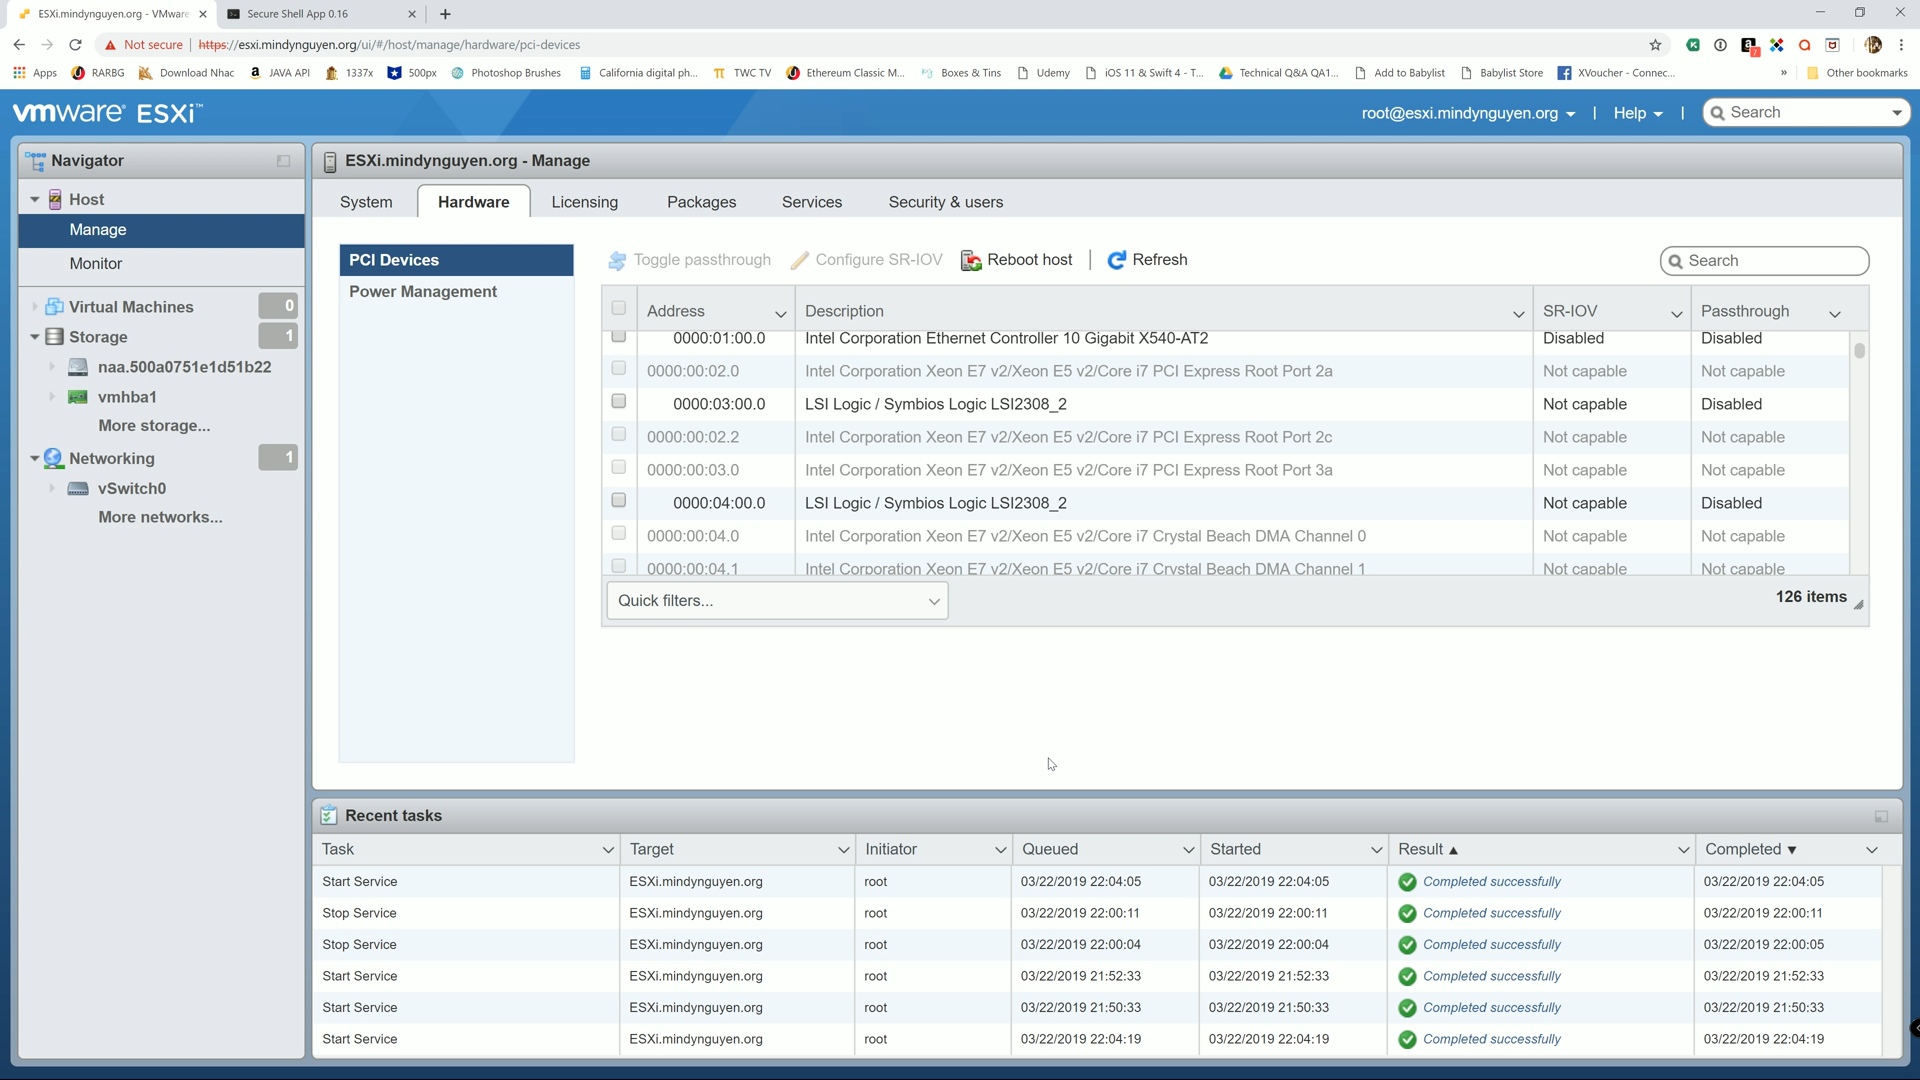 ESXi.mindynguyen.org - VMware
Secure Shell App 0.16
Not secure | https://esxi.mindynguyen.org/ui/#/host/manage/hardware/pci-devices
7
Apps RARBG Download Nhac JAVA API 1337x 500px Photoshop Brushes California digital ph... TWC TV Ethereum Classic M... Boxes & Tins Udemy iOS 11 & Swift 4 - T... Technical Q&A QA1... Add to Babylist Babylist Store XVoucher - Connec... » Other bookmarks
vmware ESXi™
root@esxi.mindynguyen.org | Help | Search
Navigator
Host
Manage
Monitor
Virtual Machines 0
Storage 1
naa.500a0751e1d51b22
vmhba1
More storage...
Networking 1
vSwitch0
More networks...
ESXi.mindynguyen.org - Manage
System Hardware Licensing Packages Services Security & users
PCI Devices
Power Management
Toggle passthrough Configure SR-IOV Reboot host | Refresh Search
Address Description SR-IOV Passthrough
0000:01:00.0 Intel Corporation Ethernet Controller 10 Gigabit X540-AT2 Disabled Disabled
0000:00:02.0 Intel Corporation Xeon E7 v2/Xeon E5 v2/Core i7 PCI Express Root Port 2a Not capable Not capable
0000:03:00.0 LSI Logic / Symbios Logic LSI2308_2 Not capable Disabled
0000:00:02.2 Intel Corporation Xeon E7 v2/Xeon E5 v2/Core i7 PCI Express Root Port 2c Not capable Not capable
0000:00:03.0 Intel Corporation Xeon E7 v2/Xeon E5 v2/Core i7 PCI Express Root Port 3a Not capable Not capable
0000:04:00.0 LSI Logic / Symbios Logic LSI2308_2 Not capable Disabled
0000:00:04.0 Intel Corporation Xeon E7 v2/Xeon E5 v2/Core i7 Crystal Beach DMA Channel 0 Not capable Not capable
0000:00:04.1 Intel Corporation Xeon E7 v2/Xeon E5 v2/Core i7 Crystal Beach DMA Channel 1 Not capable Not capable
Quick filters... 126 items
Recent tasks
Task Target Initiator Queued Started Result ▲ Completed ▼
Start Service ESXi.mindynguyen.org root 03/22/2019 22:04:05 03/22/2019 22:04:05 Completed successfully 03/22/2019 22:04:05
Stop Service ESXi.mindynguyen.org root 03/22/2019 22:00:11 03/22/2019 22:00:11 Completed successfully 03/22/2019 22:00:11
Stop Service ESXi.mindynguyen.org root 03/22/2019 22:00:04 03/22/2019 22:00:04 Completed successfully 03/22/2019 22:00:05
Start Service ESXi.mindynguyen.org root 03/22/2019 21:52:33 03/22/2019 21:52:33 Completed successfully 03/22/2019 21:52:33
Start Service ESXi.mindynguyen.org root 03/22/2019 21:50:33 03/22/2019 21:50:33 Completed successfully 03/22/2019 21:50:33
Start Service ESXi.mindynguyen.org root 03/22/2019 22:04:19 03/22/2019 22:04:19 Completed successfully 03/22/2019 22:04:19